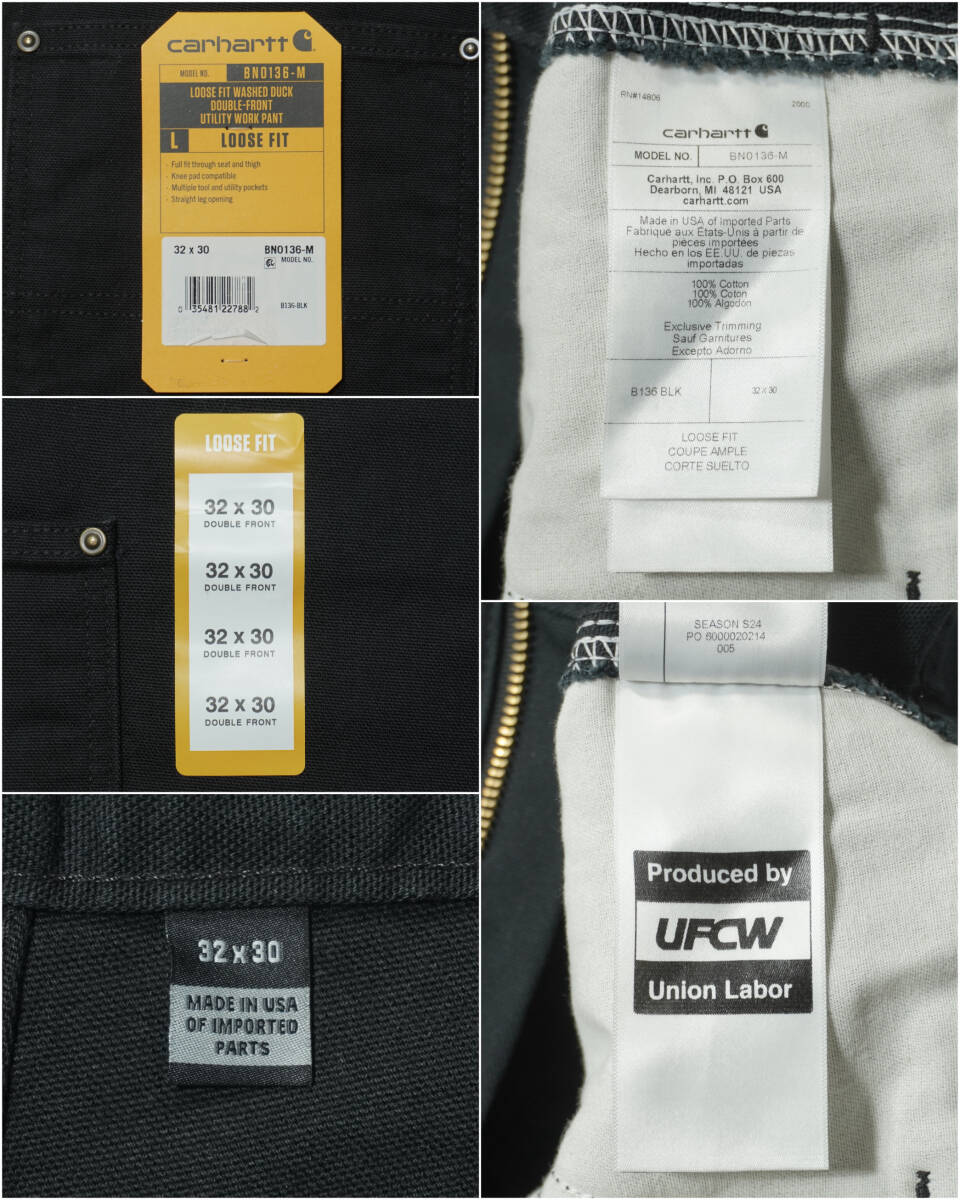 carhartt
MODEL NO. BN0136-M
LOOSE FIT WASHED DUCK
DOUBLE-FRONT
UTILITY WORK PANT
L LOOSE FIT
· Full fit through seat and thigh
· Knee pad compatible
· Multiple tool and utility pockets
· Straight leg opening
32 x 30 BN0136-M
MODEL NO.
0 35481 22788 2 B136-BLK
LOOSE FIT
32 x 30
DOUBLE FRONT
32 x 30
DOUBLE FRONT
32 x 30
DOUBLE FRONT
32 x 30
DOUBLE FRONT
32 x 30
MADE IN USA
OF IMPORTED
PARTS
RN#14806 2000
carhartt
MODEL NO. BN0136-M
Carhartt, Inc. P.O. Box 600
Dearborn, MI 48121 USA
carhartt.com
Made in USA of Imported Parts
Fabriqué aux États-Unis à partir de
pièces importées
Hecho en los EE.UU. de piezas
importadas
100% Cotton
100% Coton
100% Algodon
Exclusive Trimming
Sauf Garnitures
Excepto Adorno
B136 BLK 32 X 30
LOOSE FIT
COUPE AMPLE
CORTE SUELTO
SEASON S24
PO 6000020214
005
Produced by
UFCW
Union Labor